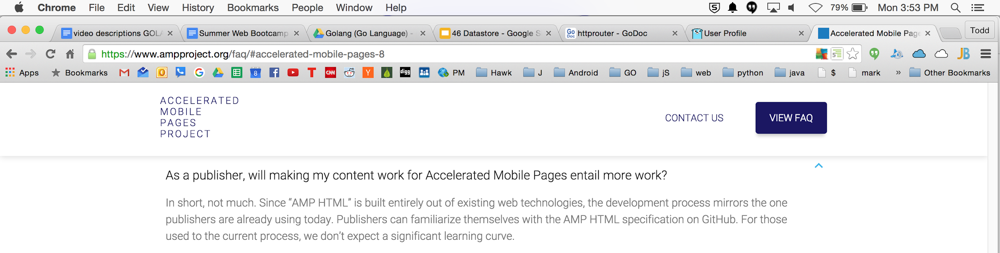 Chrome File Edit View History Bookmarks People Window Help 79% Mon 3:53 PM
video descriptions GOLA Summer Web Bootcamp Golang (Go Language) - 46 Datastore - Google S httprouter - GoDoc User Profile Accelerated Mobile Page Todd
https://www.ampproject.org/faq/#accelerated-mobile-pages-8
Apps Bookmarks PM Hawk J Android GO jS web python java $ mark » Other Bookmarks
ACCELERATED
MOBILE
PAGES
PROJECT
CONTACT US
VIEW FAQ
As a publisher, will making my content work for Accelerated Mobile Pages entail more work?
In short, not much. Since “AMP HTML” is built entirely out of existing web technologies, the development process mirrors the one
publishers are already using today. Publishers can familiarize themselves with the AMP HTML specification on GitHub. For those
used to the current process, we don’t expect a significant learning curve.